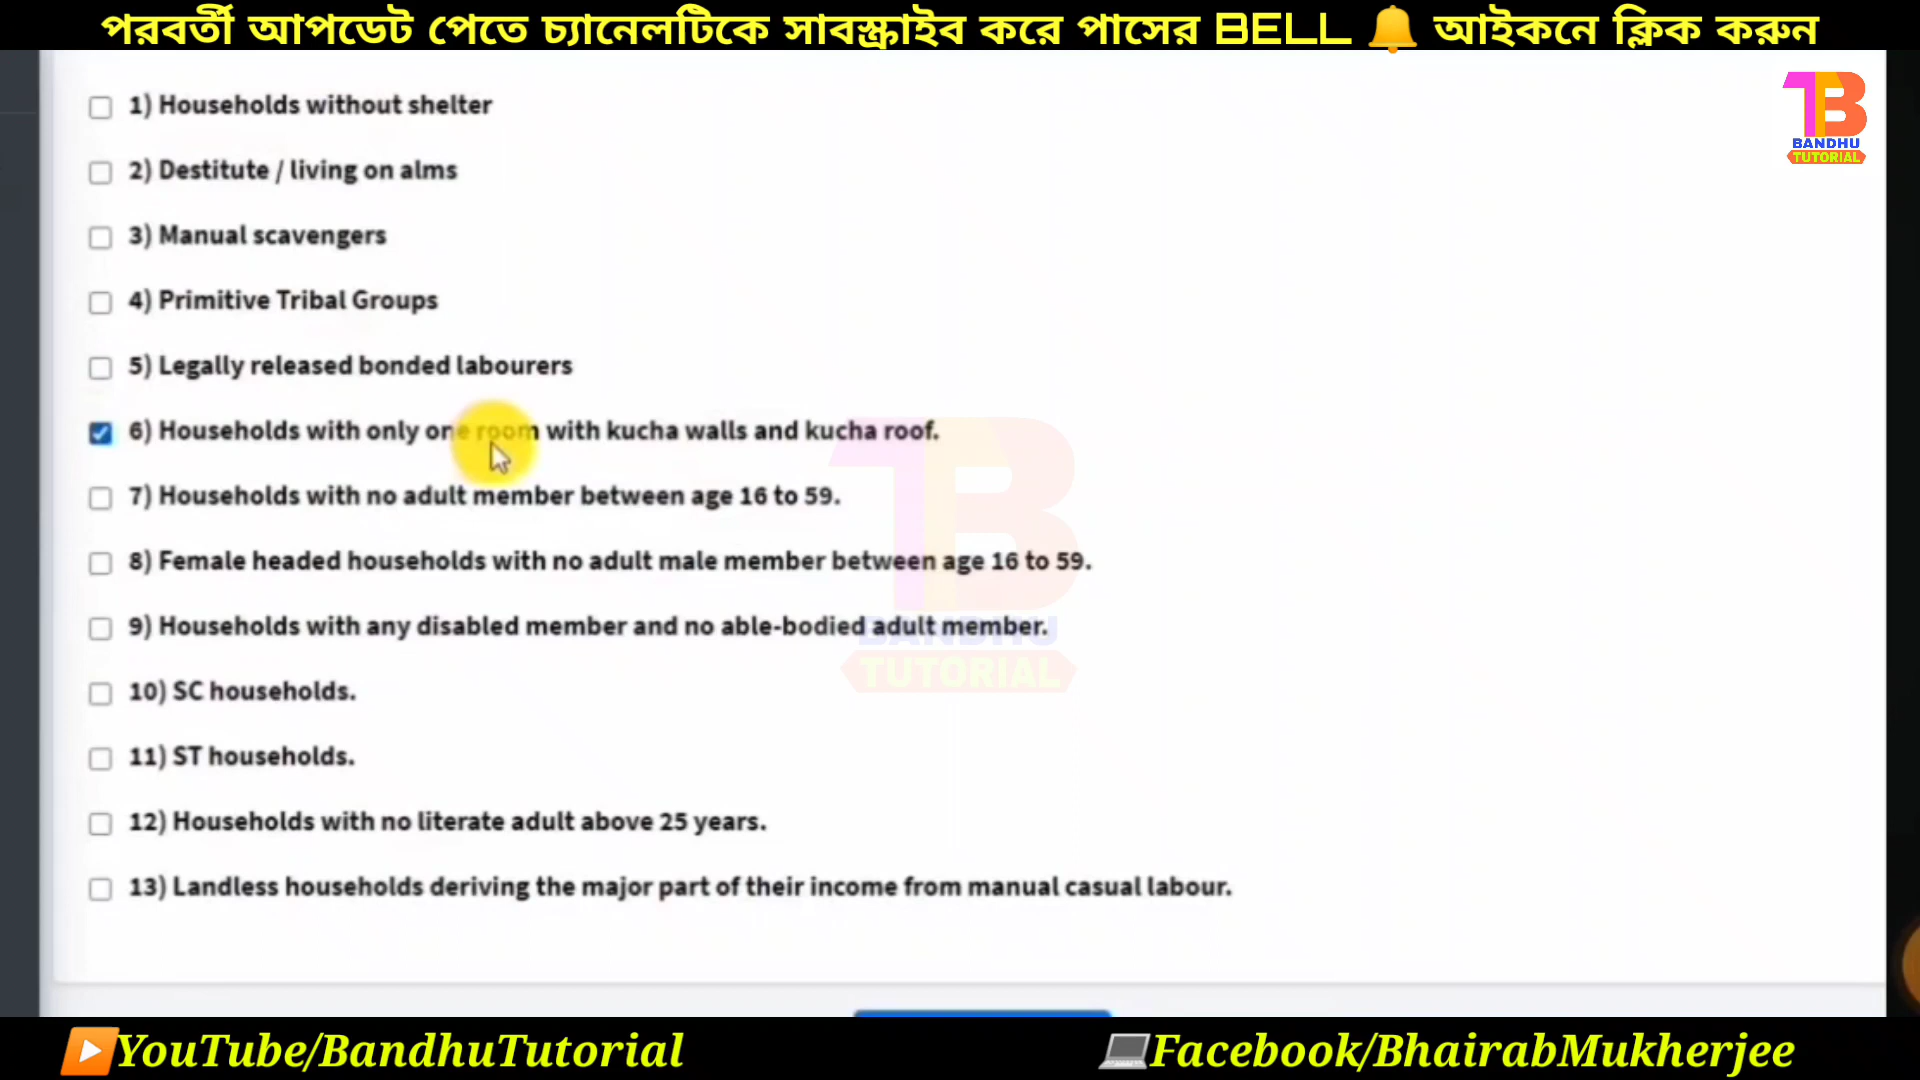 পরবর্তী আপডেট পেতে চ্যানেলটিকে সাবস্ক্রাইব করে পাসের BELL 🔔 আইকনে ক্লিক করুন
TB
BANDHU
TUTORIAL
1) Households without shelter
2) Destitute / living on alms
3) Manual scavengers
4) Primitive Tribal Groups
5) Legally released bonded labourers
6) Households with only one room with kucha walls and kucha roof.
7) Households with no adult member between age 16 to 59.
8) Female headed households with no adult male member between age 16 to 59.
9) Households with any disabled member and no able-bodied adult member.
TB
BANDHU
TUTORIAL
10) SC households.
11) ST households.
12) Households with no literate adult above 25 years.
13) Landless households deriving the major part of their income from manual casual labour.
YouTube/BandhuTutorial
Facebook/BhairabMukherjee